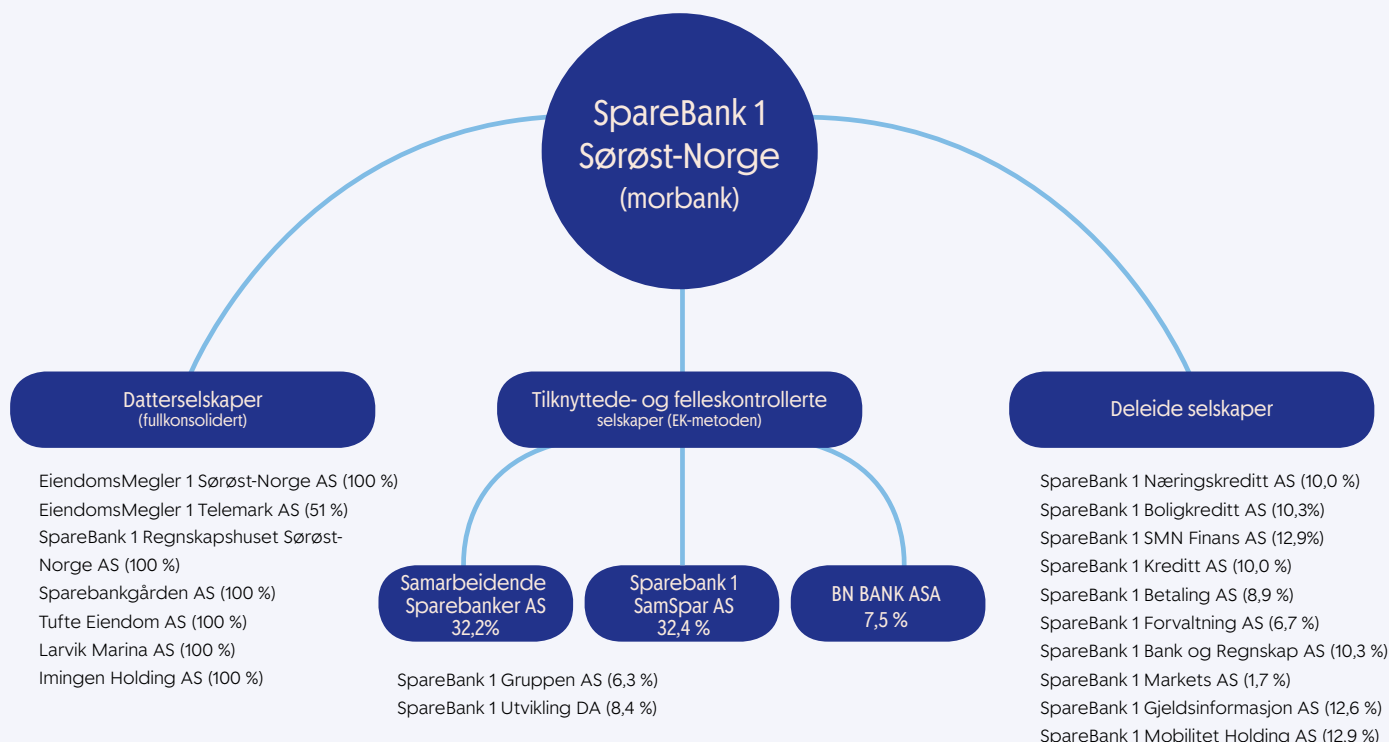 SpareBank 1
Sørøst-Norge
(morbank)
Datterselskaper
(fullkonsolidert)
EiendomsMegler 1 Sørøst-Norge AS (100 %)
EiendomsMegler 1 Telemark AS (51 %)
SpareBank 1 Regnskapshuset Sørøst-
Norge AS (100 %)
Sparebankgården AS (100 %)
Tufte Eiendom AS (100 %)
Larvik Marina AS (100 %)
Imingen Holding AS (100 %)
Tilknyttede- og felleskontrollerte
selskaper (EK-metoden)
Samarbeidende
Sparebanker AS
32,2%
Sparebank 1
SamSpar AS
32,4 %
BN BANK ASA
7,5 %
SpareBank 1 Gruppen AS (6,3 %)
SpareBank 1 Utvikling DA (8,4 %)
Deleide selskaper
SpareBank 1 Næringskreditt AS (10,0 %)
SpareBank 1 Boligkreditt AS (10,3%)
SpareBank 1 SMN Finans AS (12,9%)
SpareBank 1 Kreditt AS (10,0 %)
SpareBank 1 Betaling AS (8,9 %)
SpareBank 1 Forvaltning AS (6,7 %)
SpareBank 1 Bank og Regnskap AS (10,3 %)
SpareBank 1 Markets AS (1,7 %)
SpareBank 1 Gjeldsinformasjon AS (12,6 %)
SpareBank 1 Mobilitet Holding AS (12,9 %)